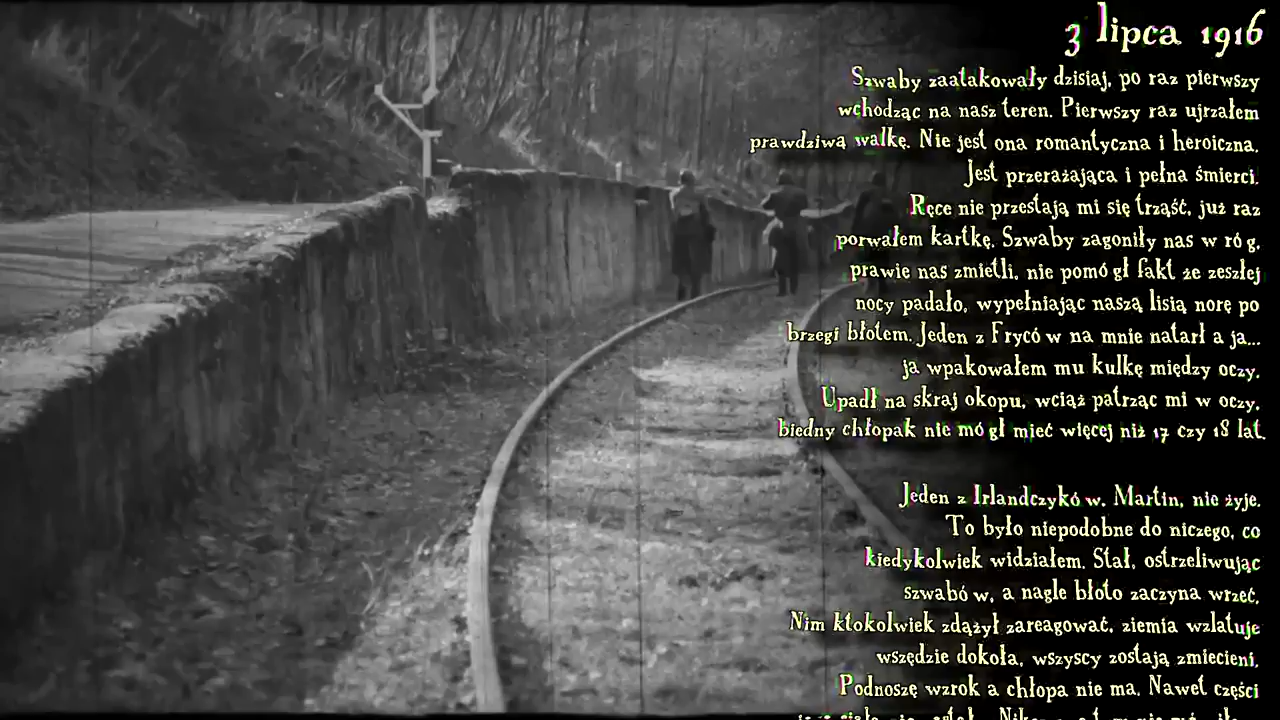 3 lipca 1916
Szwaby zaatakowały dzisiaj, po raz pierwszy
wchodząc na nasz teren. Pierwszy raz ujrzałem
prawdziwą walkę. Nie jest ona romantyczna i heroiczna.
Jest przerażająca i pełna śmierci.
Ręce nie przestają mi się trząść, już raz
porwałem kartkę. Szwaby zagoniły nas w róg,
prawie nas zmietli, nie pomógł fakt że zeszłej
nocy padało, wypełniając naszą lisią norę po
brzegi błotem. Jeden z Fryców na mnie natarł a ja...
ja wpakowałem mu kulkę między oczy.
Upadł na skraj okopu, wciąż patrząc mi w oczy,
biedny chłopak nie mógł mieć więcej niż 17 czy 18 lat.
Jeden z Irlandczyków, Martin, nie żyje.
To było niepodobne do niczego, co
kiedykolwiek widziałem. Stał, ostrzeliwując
szwabów, a nagle błoto zaczyna wrzeć.
Nim ktokolwiek zdążył zareagować, ziemia wzlatuje
wszędzie dokoła, wszyscy zostają zmiecieni.
Podnoszę wzrok a chłopa nie ma. Nawet części